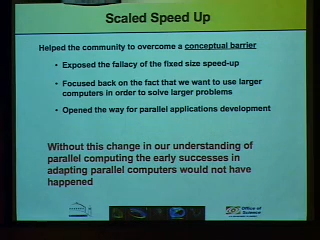 Scaled Speed Up
Helped the community to overcome a conceptual barrier
• Exposed the fallacy of the fixed size speed-up
• Focused back on the fact that we want to use larger
computers in order to solve larger problems
• Opened the way for parallel applications development
Without this change in our understanding of
parallel computing the early successes in
adapting parallel computers would not have
happened
Office of
Science